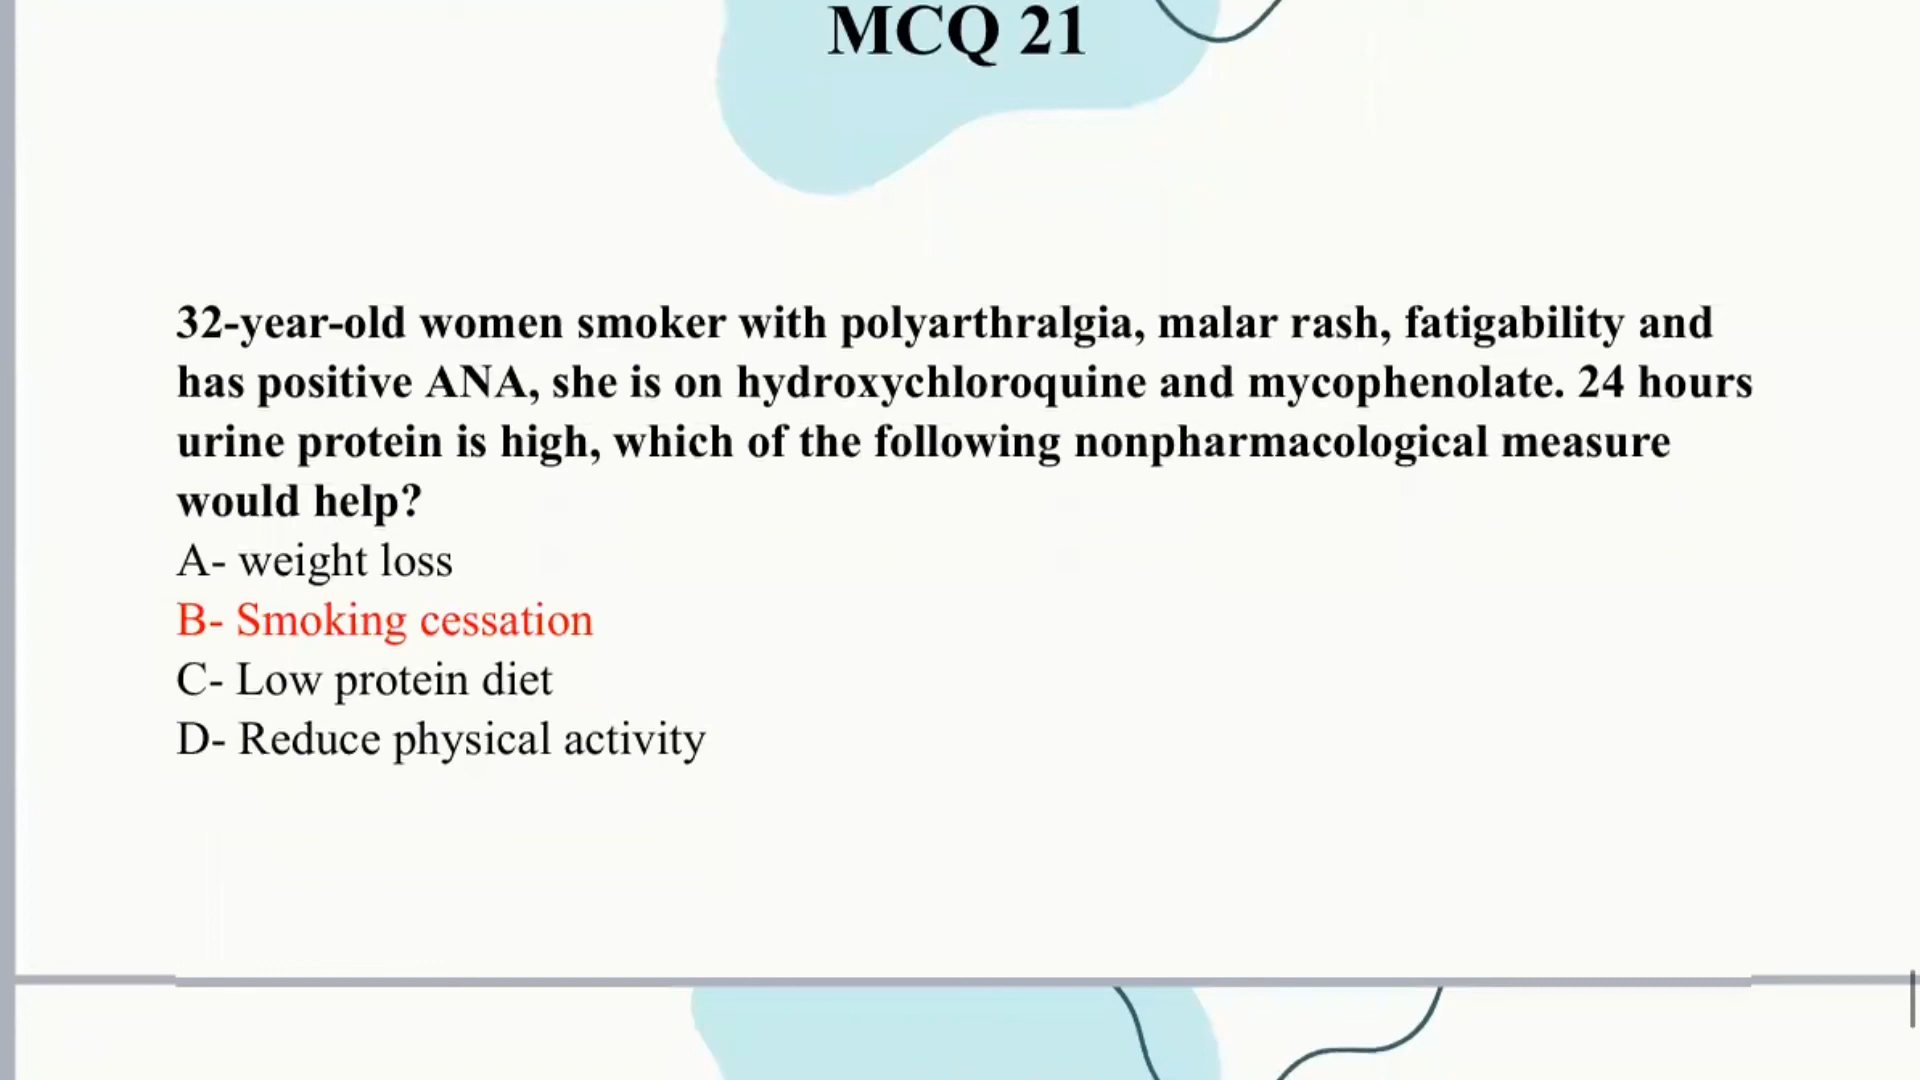 MCQ 21
32-year-old women smoker with polyarthralgia, malar rash, fatigability and
has positive ANA, she is on hydroxychloroquine and mycophenolate. 24 hours
urine protein is high, which of the following nonpharmacological measure
would help?
A- weight loss
B- Smoking cessation
C- Low protein diet
D- Reduce physical activity